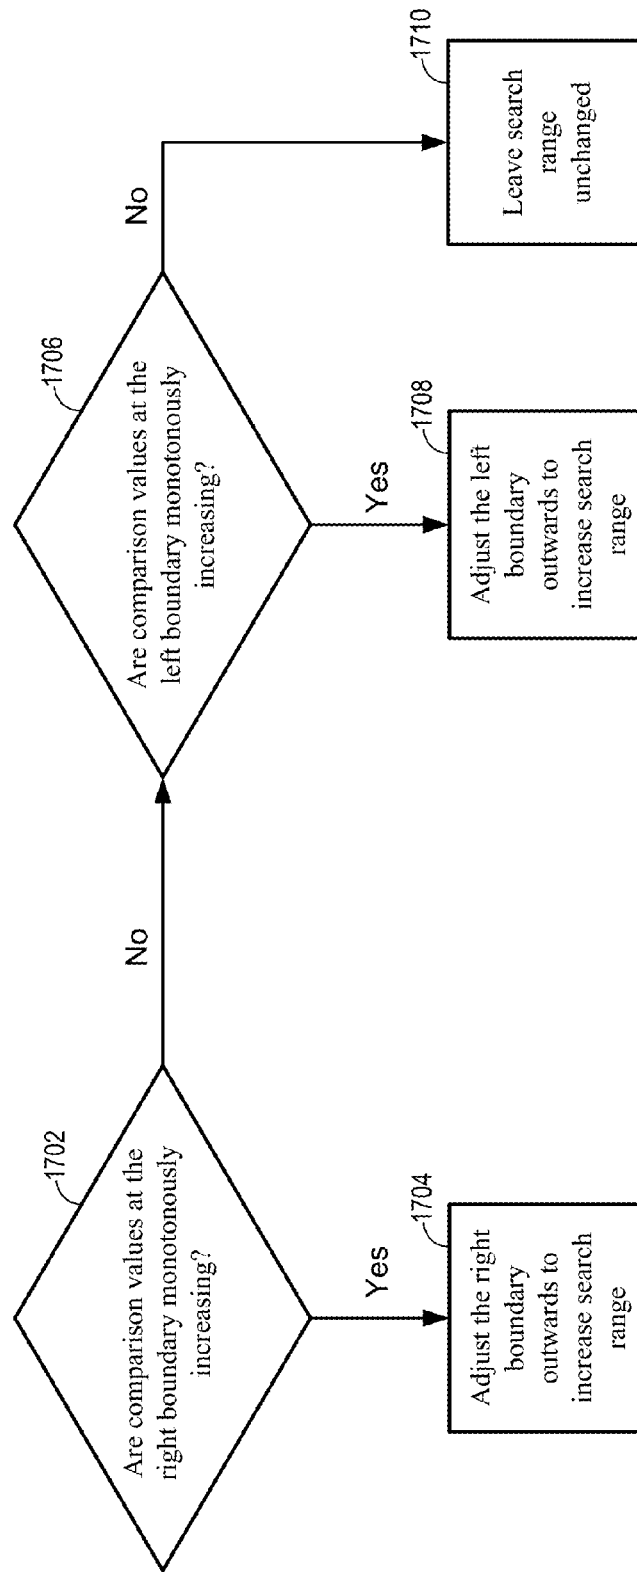 1702
Are comparison values at the
right boundary monotonously
increasing?
Yes
1704
Adjust the right
boundary
outwards to
increase search
range
No
1706
Are comparison values at the
left boundary monotonously
increasing?
Yes
1708
Adjust the left
boundary
outwards to
increase search
range
No
1710
Leave search
range
unchanged